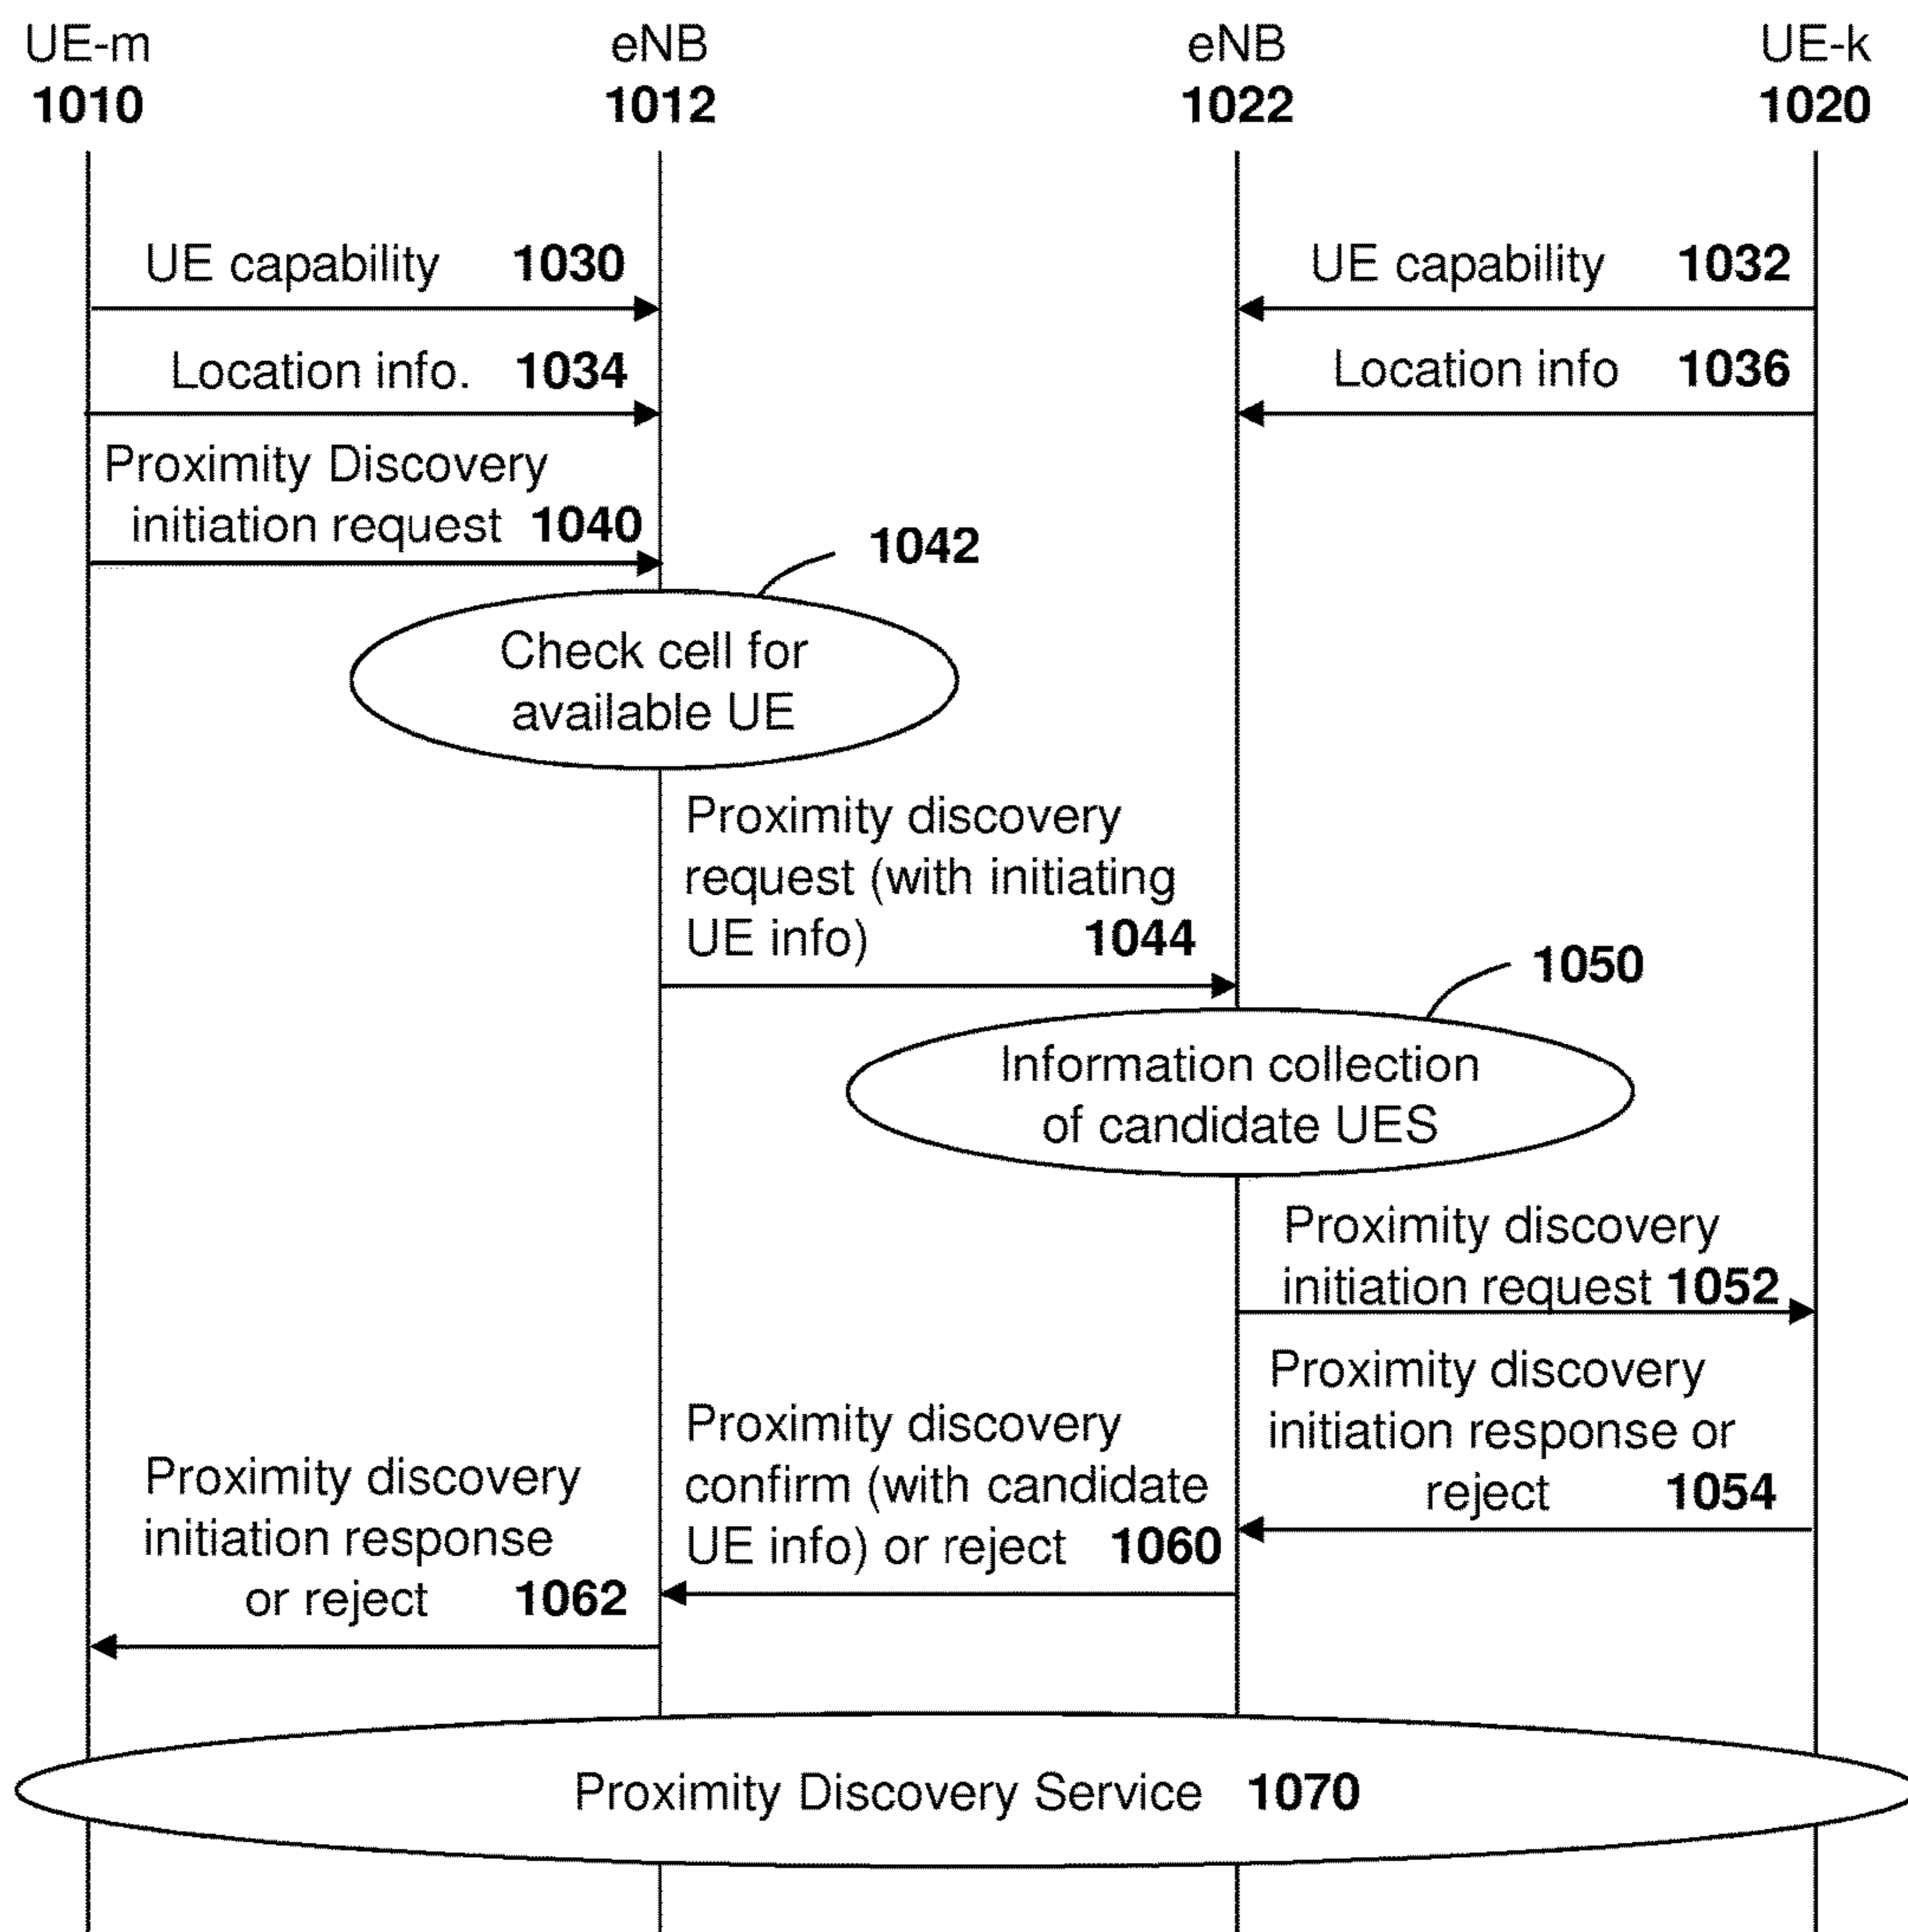 UE-m
1010
eNB
1012
eNB
1022
UE-k
1020
UE capability 1030
UE capability 1032
Location info. 1034
Location info 1036
Proximity Discovery
initiation request 1040
1042
Check cell for
available UE
Proximity discovery
request (with initiating
UE info) 1044
1050
Information collection
of candidate UES
Proximity discovery
initiation request 1052
Proximity discovery
initiation response or
reject 1054
Proximity discovery
confirm (with candidate
UE info) or reject 1060
Proximity discovery
initiation response
or reject 1062
Proximity Discovery Service 1070